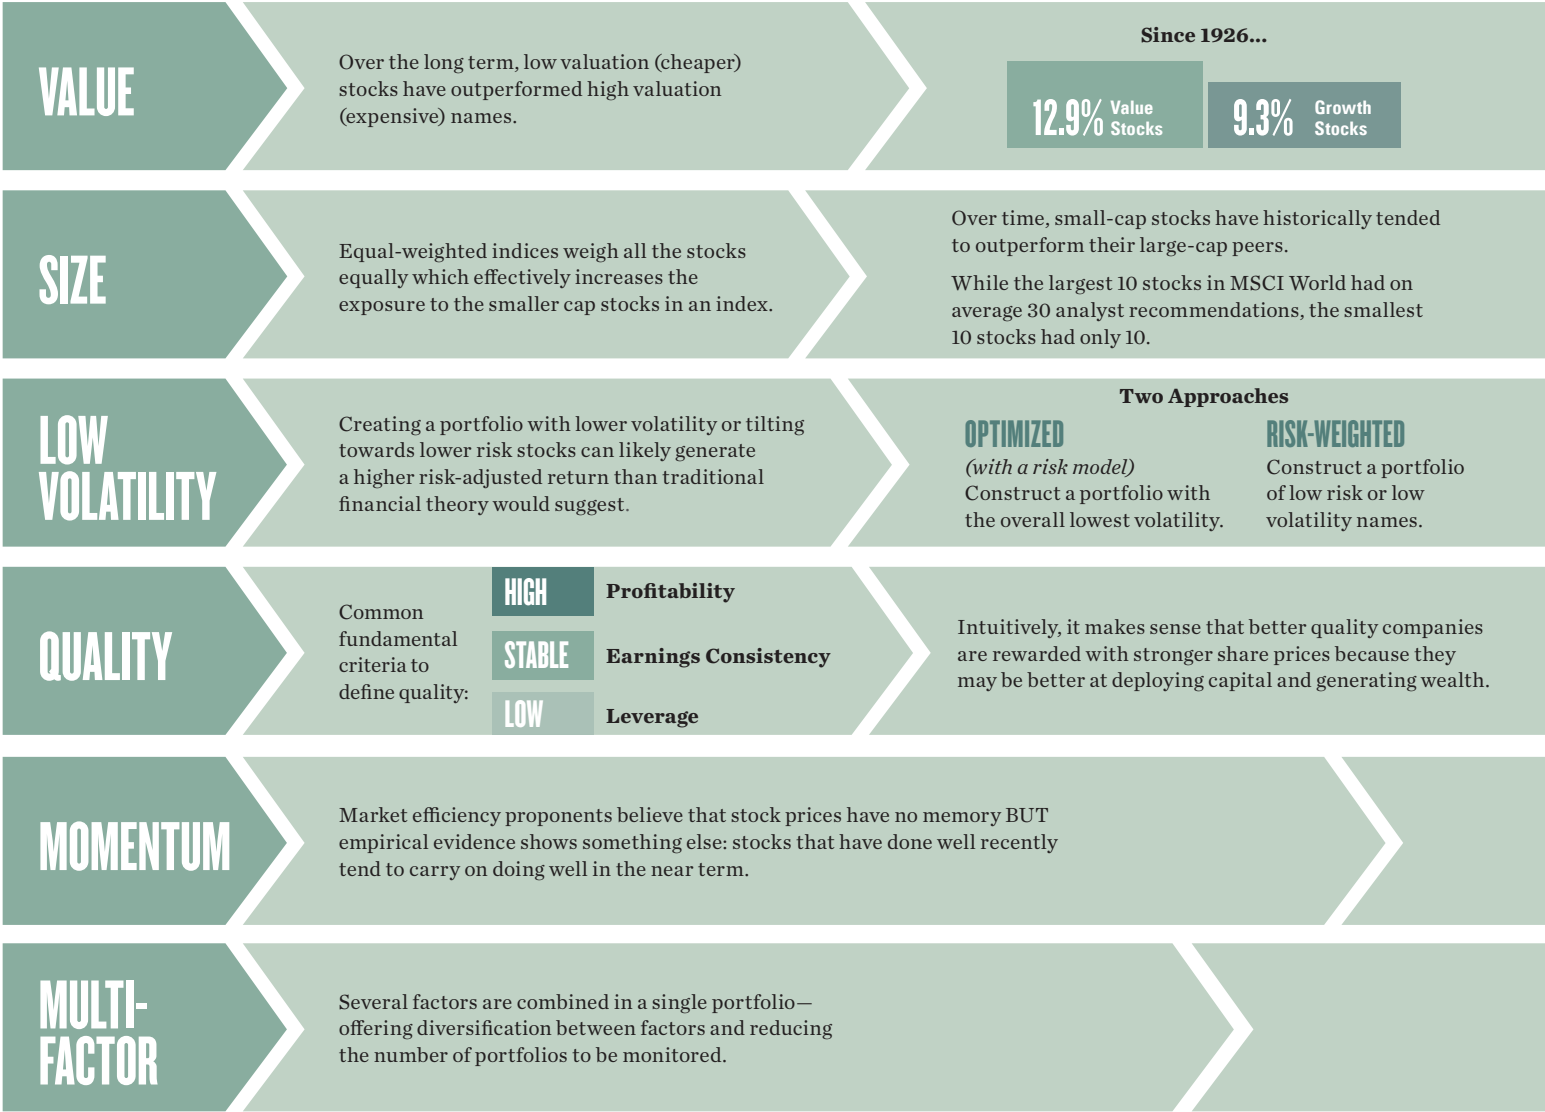 VALUE
Over the long term, low valuation (cheaper)
stocks have outperformed high valuation
(expensive) names.
Since 1926...
12.9% Value
Stocks
9.3% Growth
Stocks
SIZE
Equal-weighted indices weigh all the stocks
equally which effectively increases the
exposure to the smaller cap stocks in an index.
Over time, small-cap stocks have historically tended
to outperform their large-cap peers.
While the largest 10 stocks in MSCI World had on
average 30 analyst recommendations, the smallest
10 stocks had only 10.
LOW
VOLATILITY
Creating a portfolio with lower volatility or tilting
towards lower risk stocks can likely generate
a higher risk-adjusted return than traditional
financial theory would suggest.
Two Approaches
OPTIMIZED
(with a risk model)
Construct a portfolio with
the overall lowest volatility.
RISK-WEIGHTED
Construct a portfolio
of low risk or low
volatility names.
QUALITY
Common
fundamental
criteria to
define quality:
HIGH Profitability
STABLE Earnings Consistency
LOW Leverage
Intuitively, it makes sense that better quality companies
are rewarded with stronger share prices because they
may be better at deploying capital and generating wealth.
MOMENTUM
Market efficiency proponents believe that stock prices have no memory BUT
empirical evidence shows something else: stocks that have done well recently
tend to carry on doing well in the near term.
MULTI-
FACTOR
Several factors are combined in a single portfolio—
offering diversification between factors and reducing
the number of portfolios to be monitored.